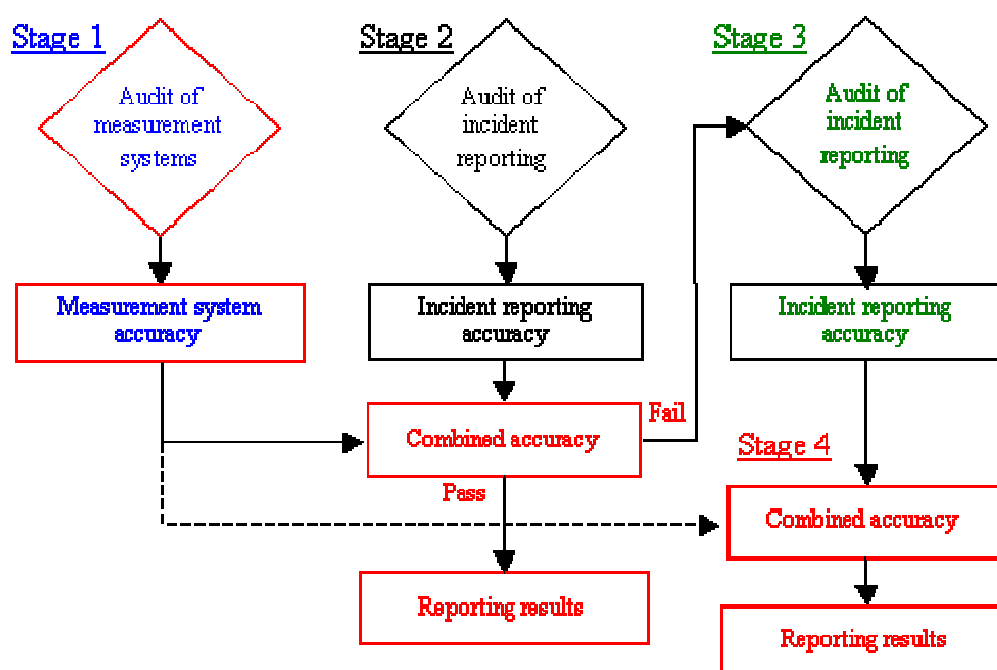 Stage 1
Audit of
measurement
systems
Measurement system
accuracy
Stage 2
Audit of
incident
reporting
Incident reporting
accuracy
Combined accuracy
Fail
Pass
Reporting results
Stage 3
Audit of
incident
reporting
Incident reporting
accuracy
Stage 4
Combined accuracy
Reporting results